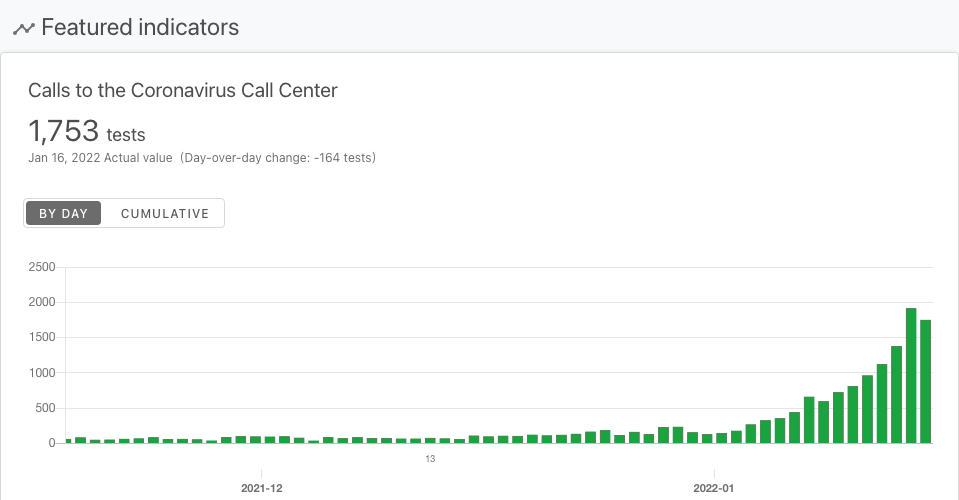 Featured indicators
Calls to the Coronavirus Call Center
1,753 tests
Jan 16, 2022 Actual value (Day-over-day change: -164 tests)
BY DAY CUMULATIVE
2500
2000
1500
1000
500
0
13
2021-12 2022-01